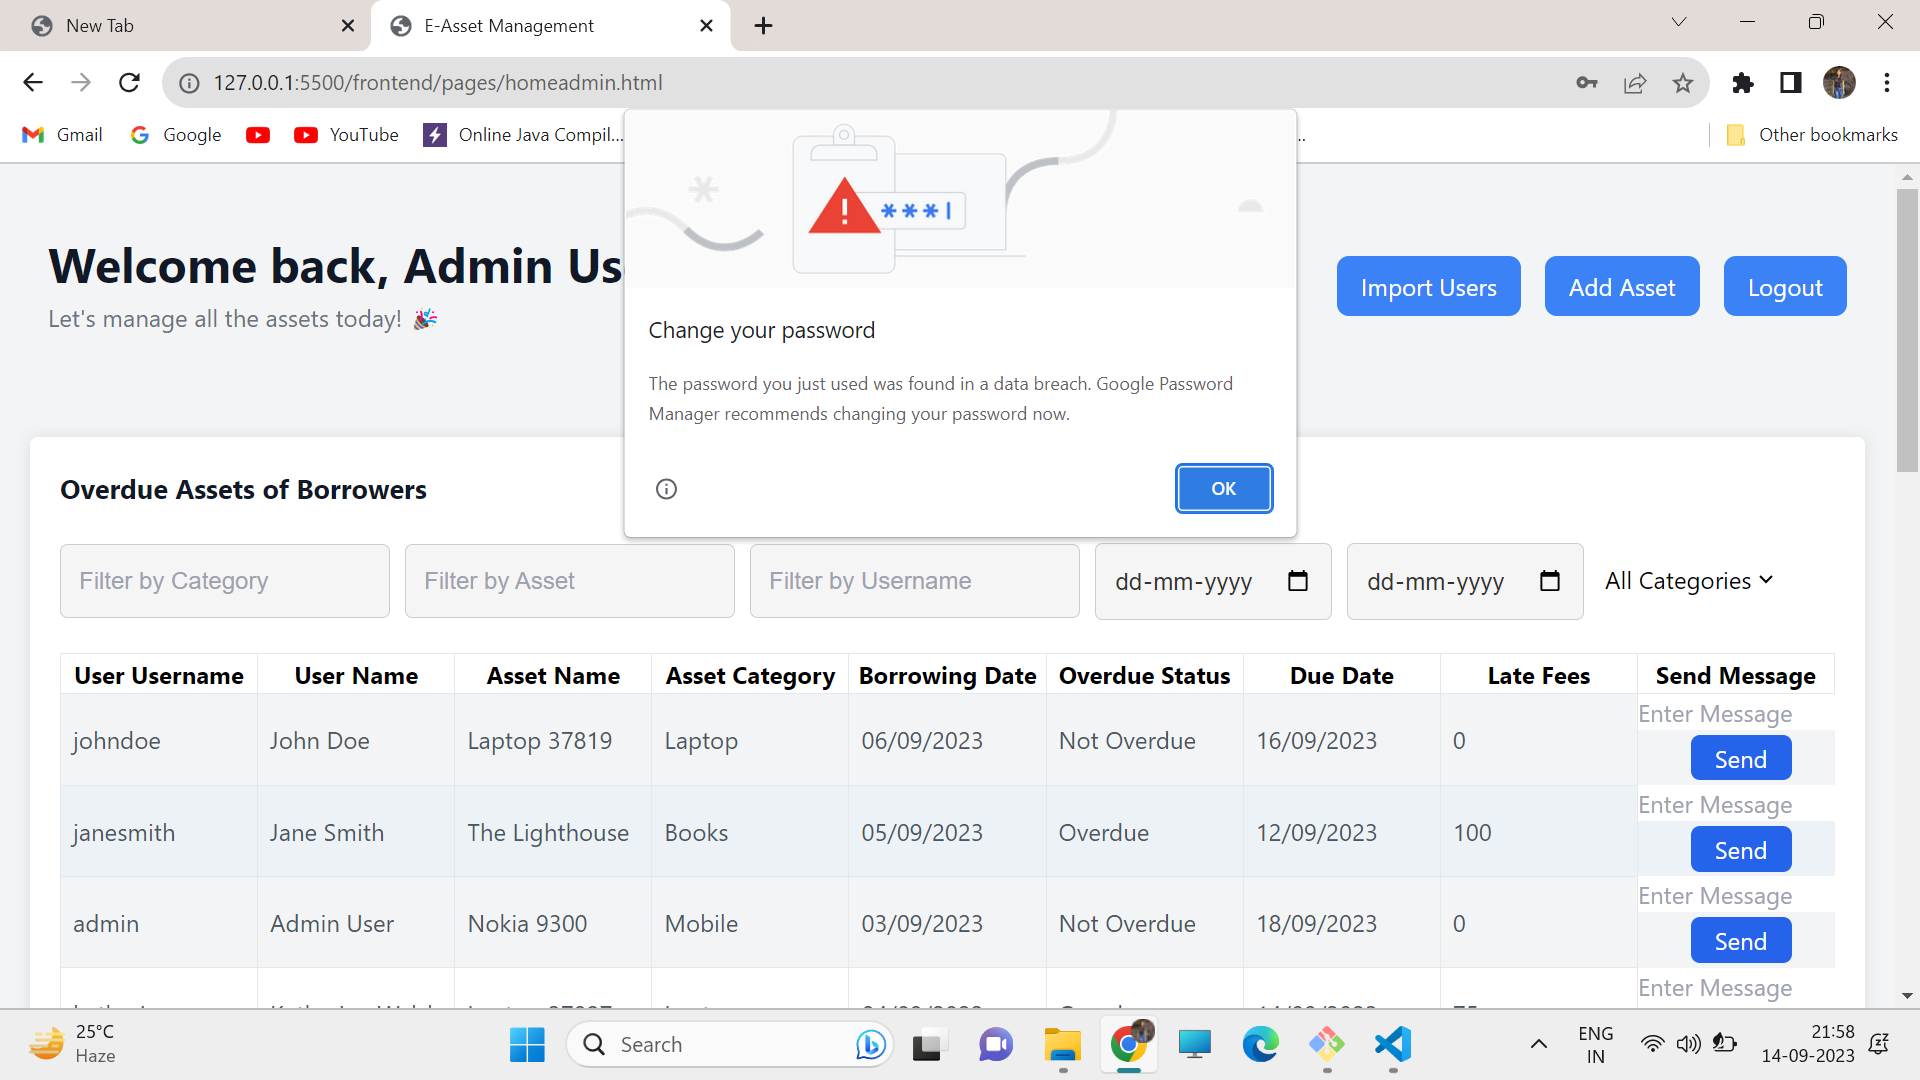 New Tab
E-Asset Management
127.0.0.1:5500/frontend/pages/homeadmin.html
Gmail
Google
YouTube
Online Java Compil...
..
Other bookmarks
Welcome back, Admin Us
Let's manage all the assets today! 🎉
Import Users
Add Asset
Logout
***|
Change your password
The password you just used was found in a data breach. Google Password
Manager recommends changing your password now.
OK
Overdue Assets of Borrowers
Filter by Category
Filter by Asset
Filter by Username
dd-mm-yyyy
dd-mm-yyyy
All Categories
User Username User Name Asset Name Asset Category Borrowing Date Overdue Status Due Date Late Fees Send Message
johndoe John Doe Laptop 37819 Laptop 06/09/2023 Not Overdue 16/09/2023 0 Enter Message
Send
janesmith Jane Smith The Lighthouse Books 05/09/2023 Overdue 12/09/2023 100 Enter Message
Send
admin Admin User Nokia 9300 Mobile 03/09/2023 Not Overdue 18/09/2023 0 Enter Message
Send
Enter Message
25°C
Haze
Search
ENG
IN
21:58
14-09-2023